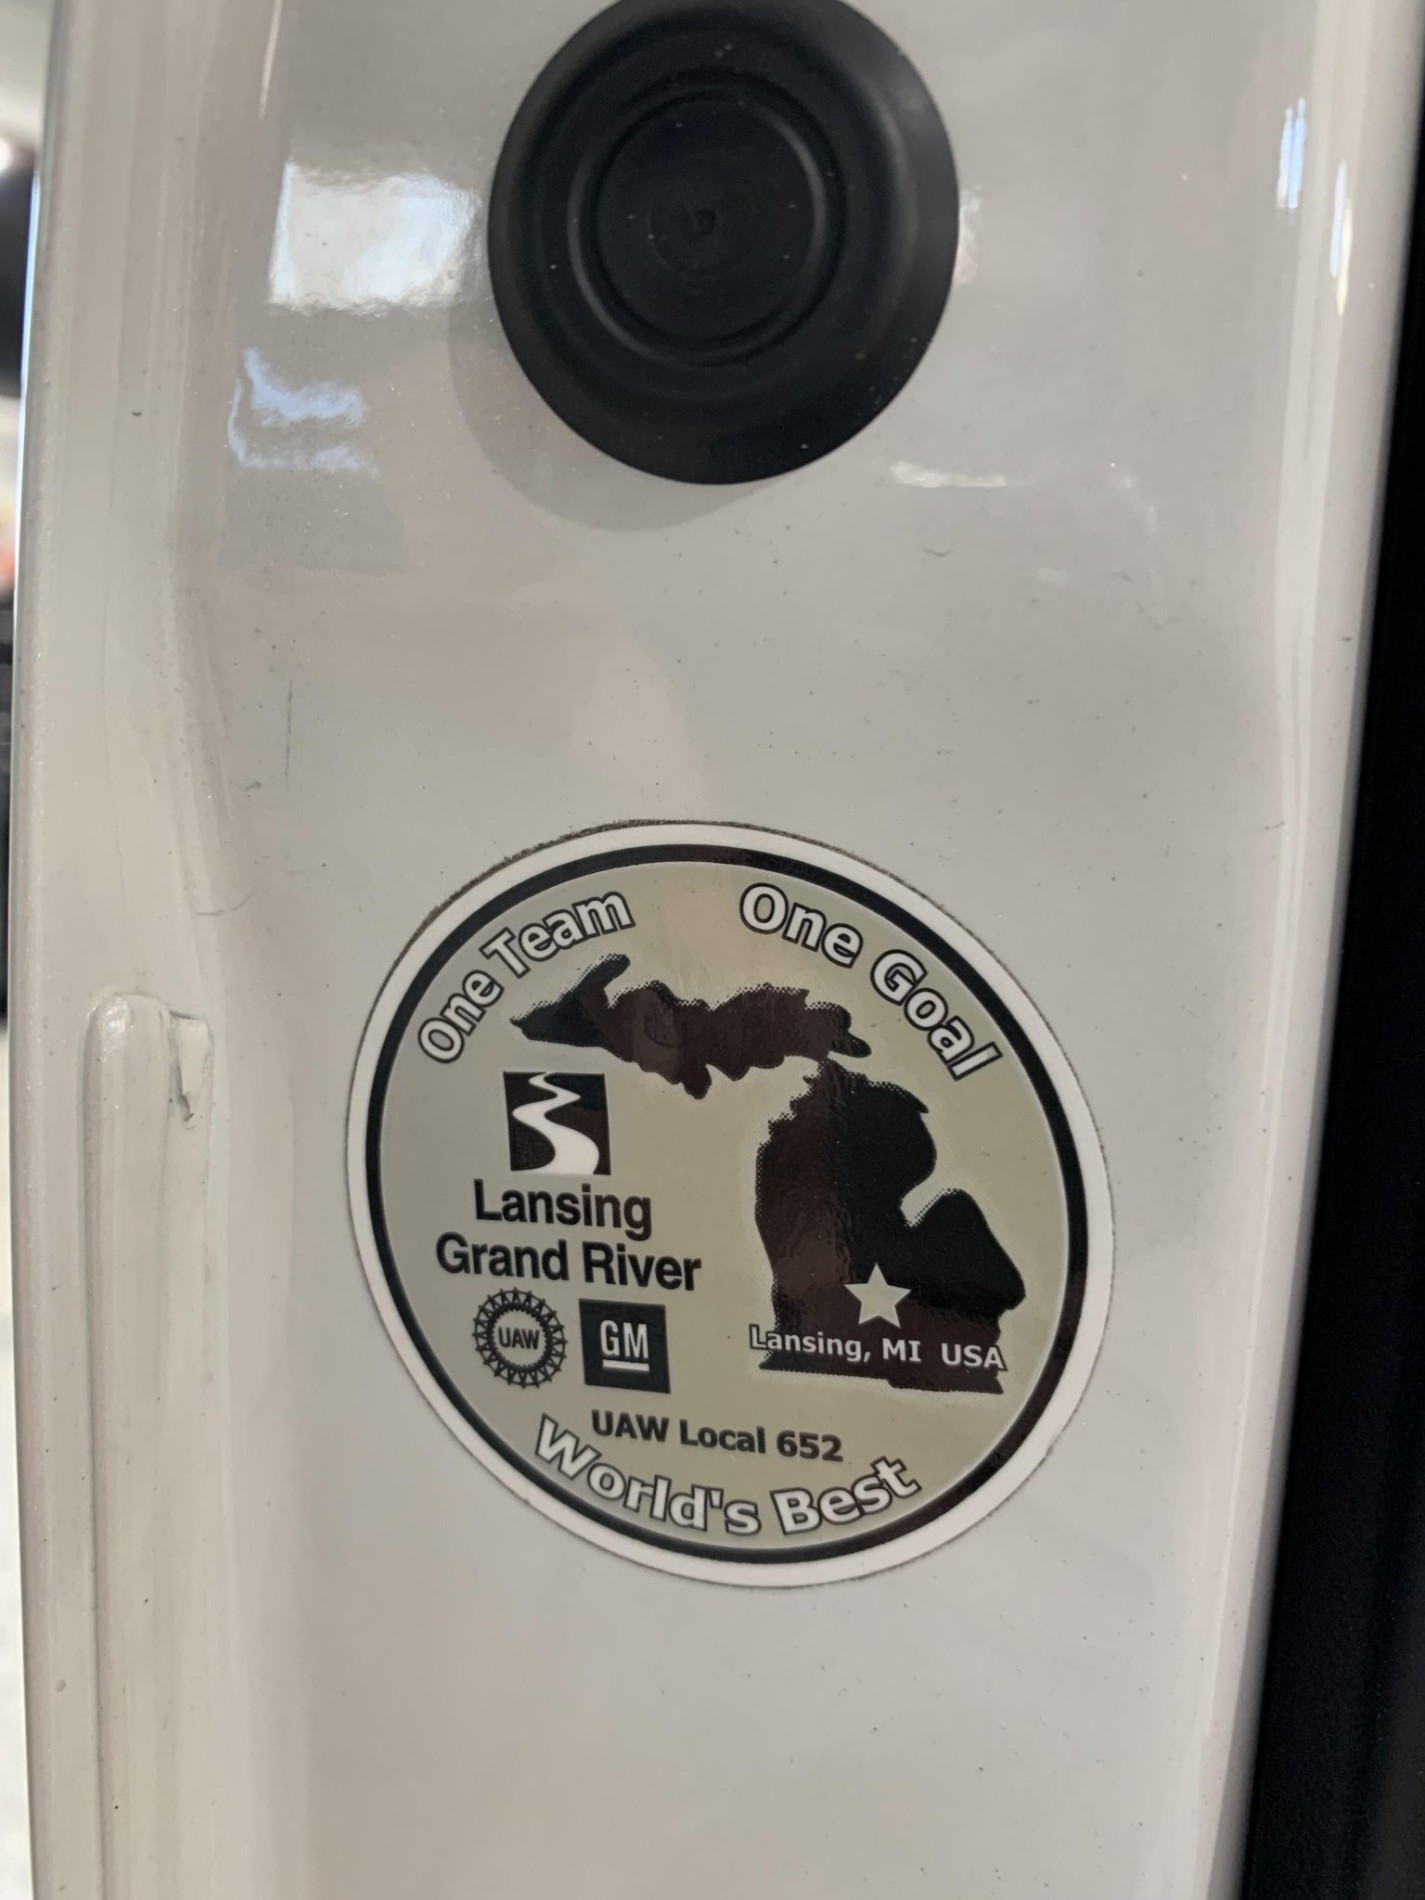 One Team One Goal
Lansing
Grand River
UAW
GM
Lansing, MI USA
UAW Local 652
World's Best